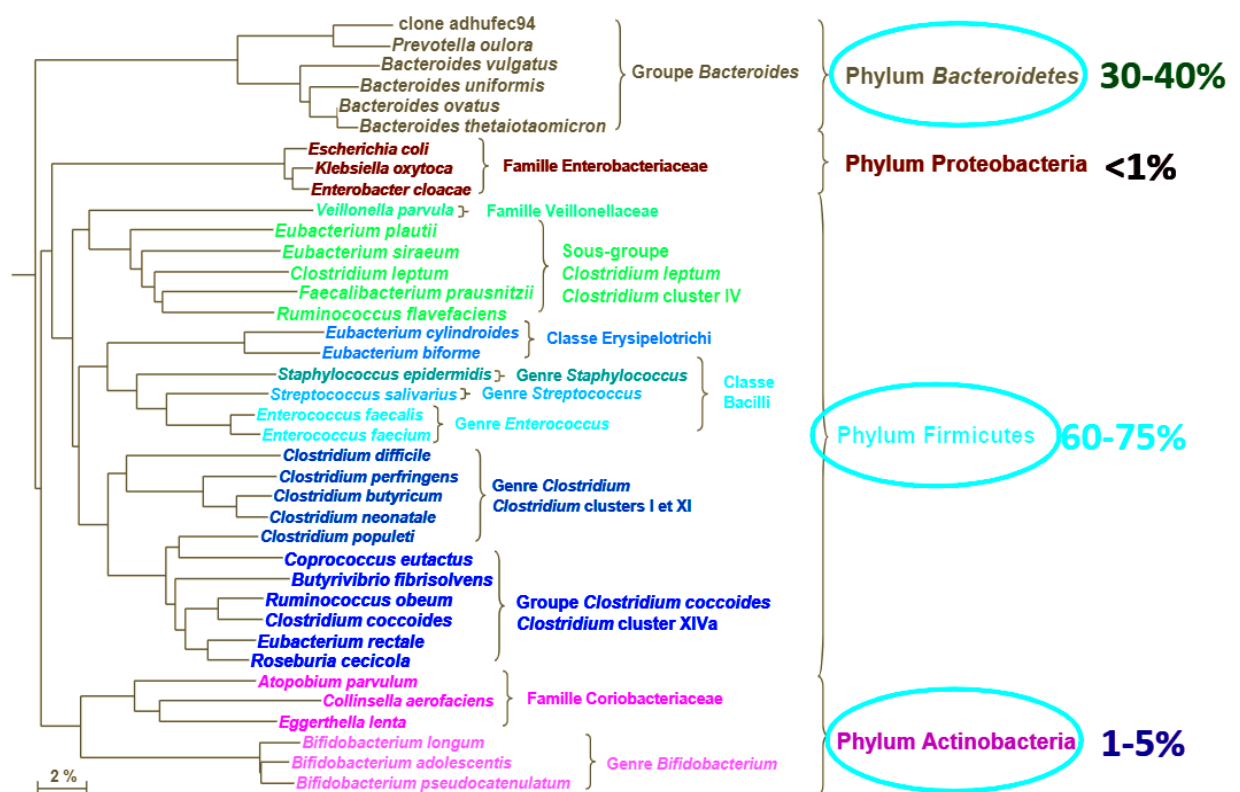 clone adhufec94
Prevotella oulora
Bacteroides vulgatus
Bacteroides uniformis
Bacteroides ovatus
Bacteroides thetaiotaomicron
Groupe Bacteroides
Phylum Bacteroidetes
30-40%
Escherichia coli
Klebsiella oxytoca
Enterobacter cloacae
Famille Enterobacteriaceae
Phylum Proteobacteria
<1%
Veillonella parvula
Famille Veillonellaceae
Eubacterium plautii
Eubacterium siraeum
Clostridium leptum
Faecalibacterium prausnitzii
Ruminococcus flavefaciens
Sous-groupe
Clostridium leptum
Clostridium cluster IV
Eubacterium cylindroides
Eubacterium biforme
Classe Erysipelotrichi
Staphylococcus epidermidis
Genre Staphylococcus
Streptococcus salivarius
Genre Streptococcus
Enterococcus faecalis
Enterococcus faecium
Genre Enterococcus
Classe
Bacilli
Phylum Firmicutes
60-75%
Clostridium difficile
Clostridium perfringens
Clostridium butyricum
Clostridium neonatale
Clostridium populeti
Genre Clostridium
Clostridium clusters I et XI
Coprococcus eutactus
Butyrivibrio fibrisolvens
Ruminococcus obeum
Clostridium coccoides
Eubacterium rectale
Roseburia cecicola
Groupe Clostridium coccoides
Clostridium cluster XIVa
Atopobium parvulum
Collinsella aerofaciens
Eggerthella lenta
Famille Coriobacteriaceae
Phylum Actinobacteria
1-5%
Bifidobacterium longum
Bifidobacterium adolescentis
Bifidobacterium pseudocatenulatum
Genre Bifidobacterium
2 %